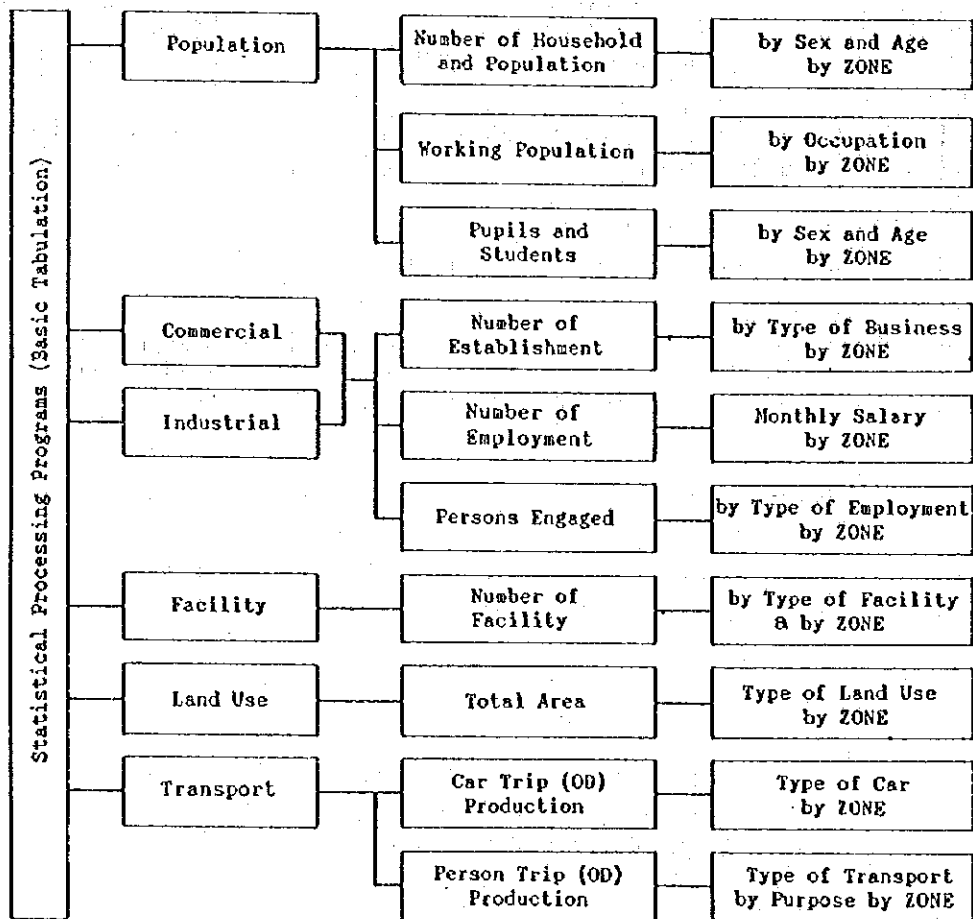 Statistical Processing Programs (Basic Tabulation)
Population
Number of Household
and Population
by Sex and Age
by ZONE
Working Population
by Occupation
by ZONE
Pupils and
Students
by Sex and Age
by ZONE
Commercial
Industrial
Number of
Establishment
by Type of Business
by ZONE
Number of
Employment
Monthly Salary
by ZONE
Persons Engaged
by Type of Employment
by ZONE
Facility
Number of
Facility
by Type of Facility
a by ZONE
Land Use
Total Area
Type of Land Use
by ZONE
Transport
Car Trip (OD)
Production
Type of Car
by ZONE
Person Trip (OD)
Production
Type of Transport
by Purpose by ZONE